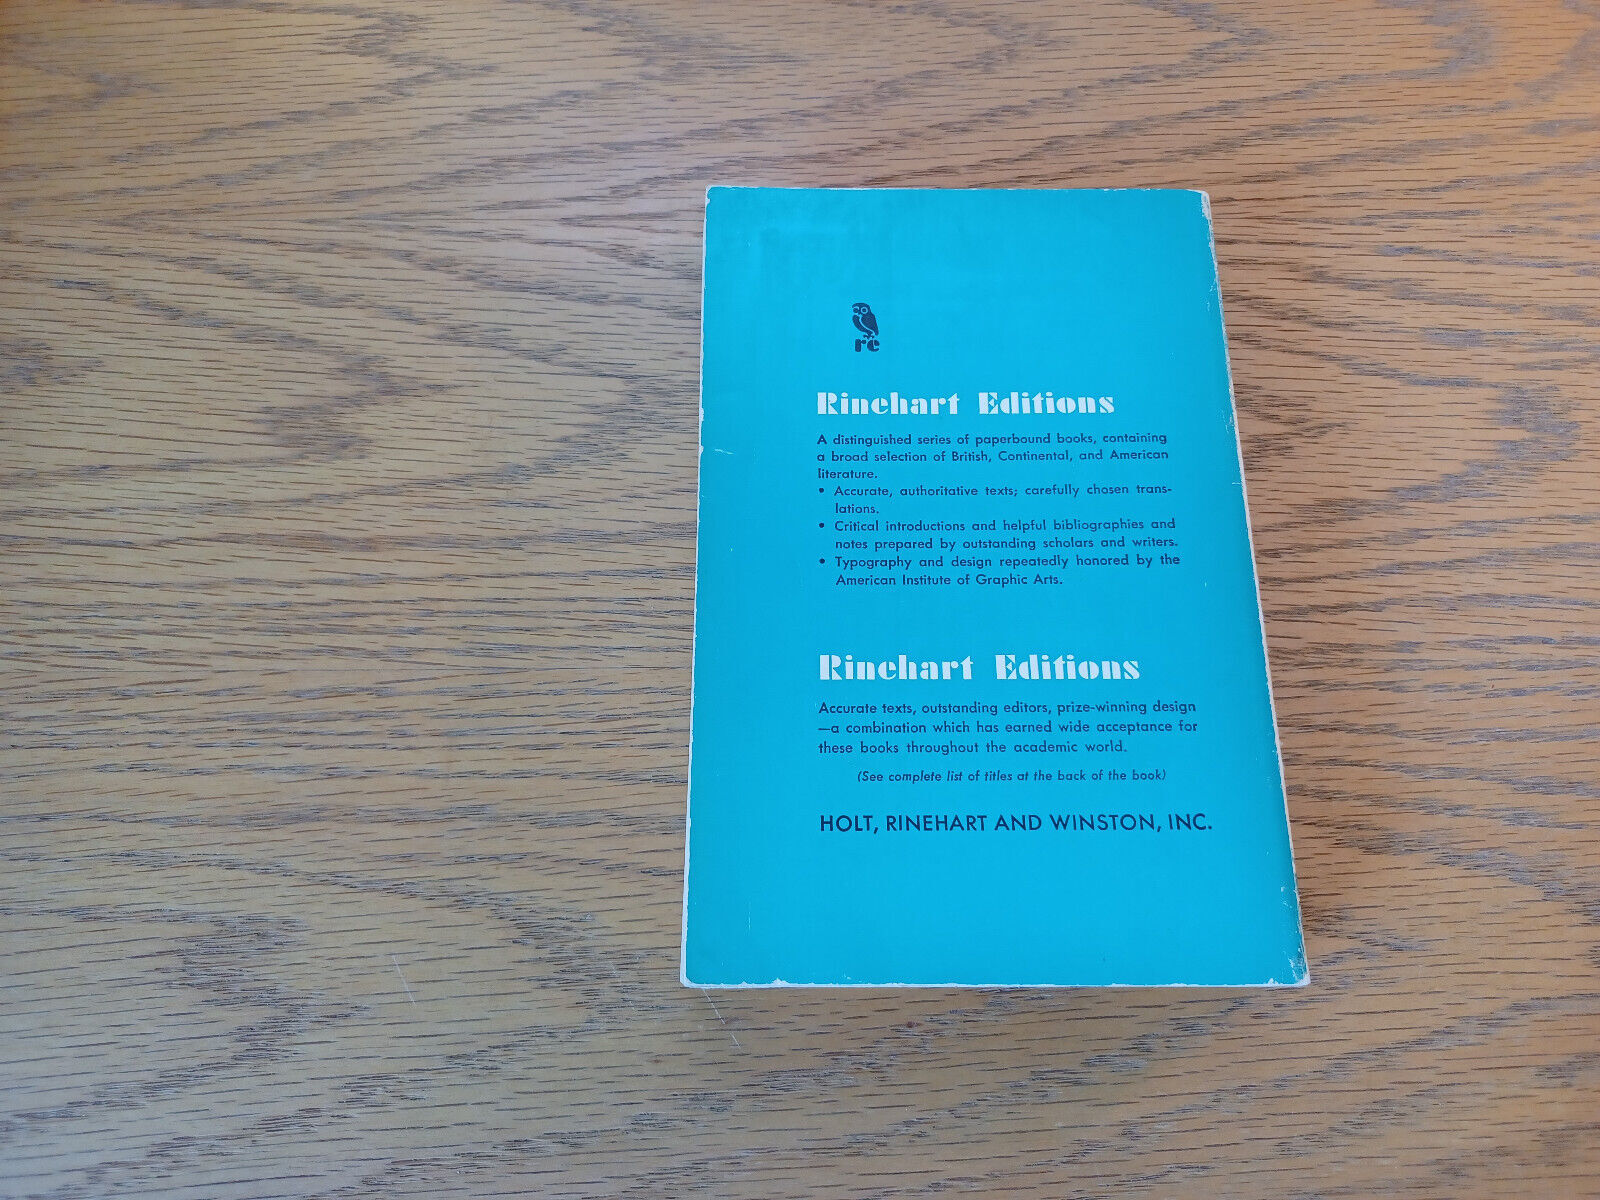 re
Rinehart Editions
A distinguished series of paperbound books, containing
a broad selection of British, Continental, and American
literature.
• Accurate, authoritative texts; carefully chosen trans-
lations.
• Critical introductions and helpful bibliographies and
notes prepared by outstanding scholars and writers.
• Typography and design repeatedly honored by the
American Institute of Graphic Arts.
Rinehart Editions
Accurate texts, outstanding editors, prize-winning design
—a combination which has earned wide acceptance for
these books throughout the academic world.
(See complete list of titles at the back of the book)
HOLT, RINEHART AND WINSTON, INC.